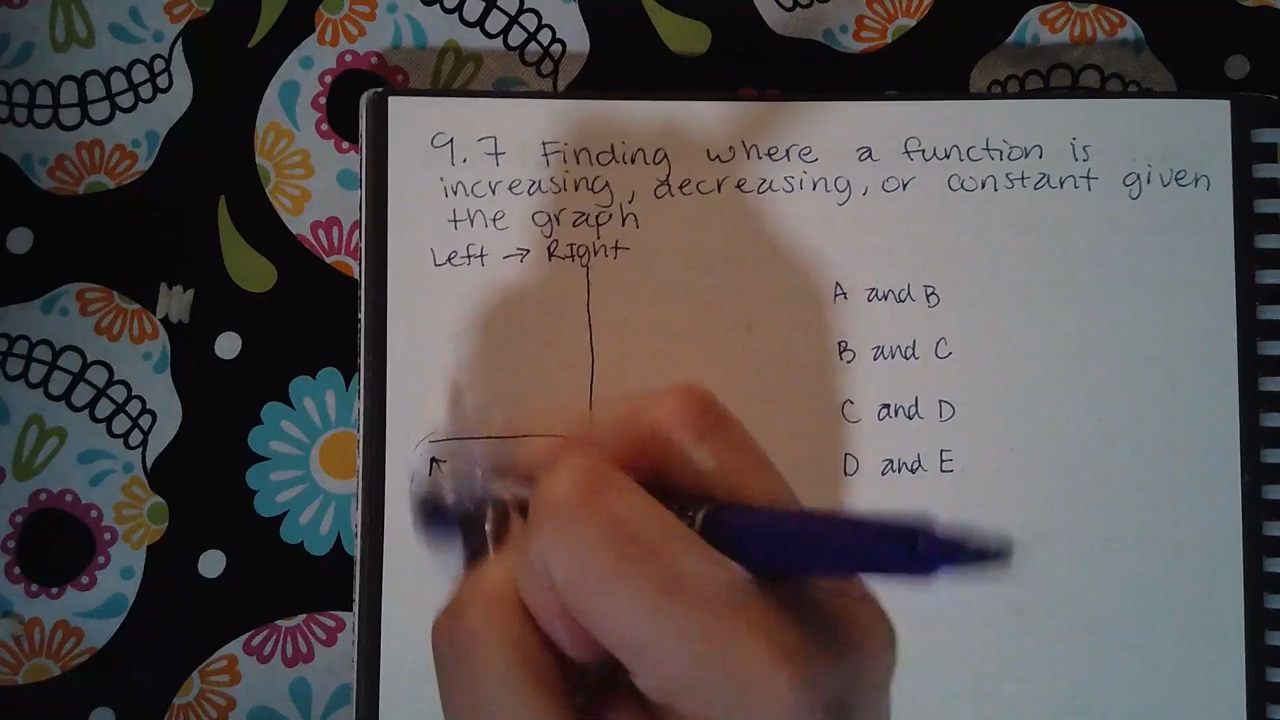 9.7 Finding where a function is
increasing, decreasing, or constant given
the graph
Left → Right
A and B
B and C
C and D
D and E